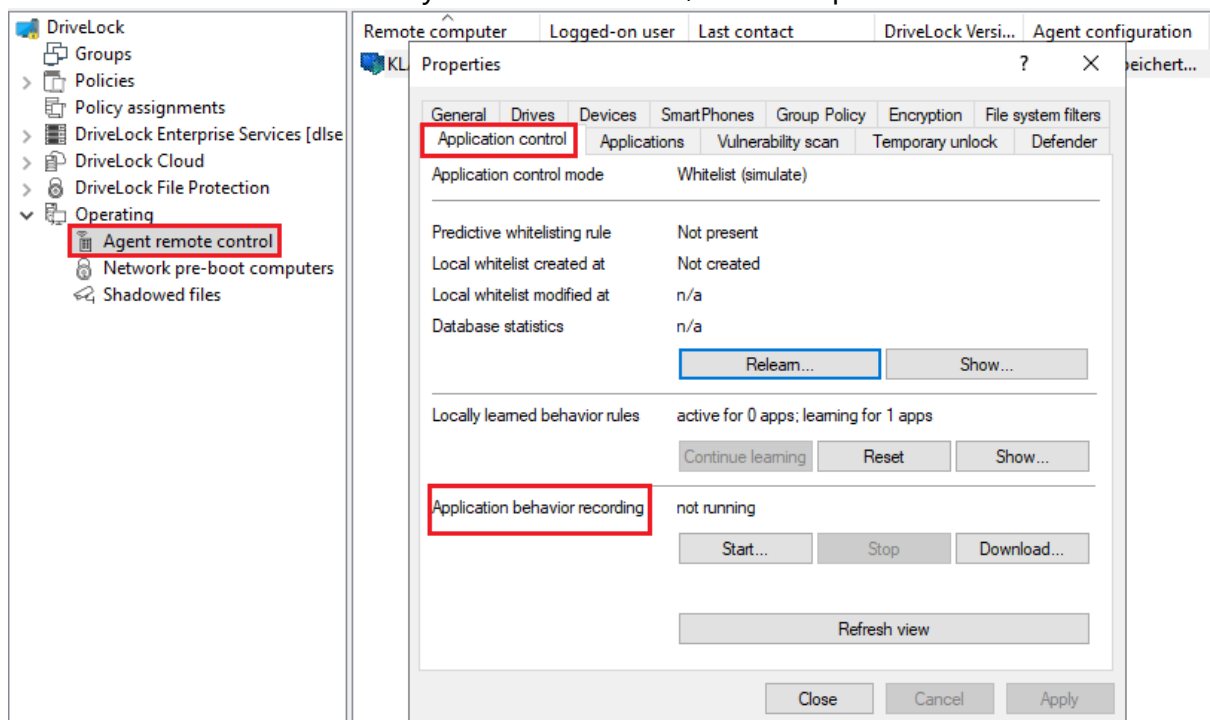 DriveLock
Groups
Policies
Policy assignments
DriveLock Enterprise Services [dlse
DriveLock Cloud
DriveLock File Protection
Operating
Agent remote control
Network pre-boot computers
Shadowed files
Remote computer Logged-on user Last contact DriveLock Versi... Agent configuration
KL
peichert...
Properties ? X
General Drives Devices SmartPhones Group Policy Encryption File system filters
Application control Applications Vulnerability scan Temporary unlock Defender
Application control mode Whitelist (simulate)
Predictive whitelisting rule Not present
Local whitelist created at Not created
Local whitelist modified at n/a
Database statistics n/a
Relearn... Show...
Locally learned behavior rules active for 0 apps; learning for 1 apps
Continue learning Reset Show...
Application behavior recording not running
Start... Stop Download...
Refresh view
Close Cancel Apply